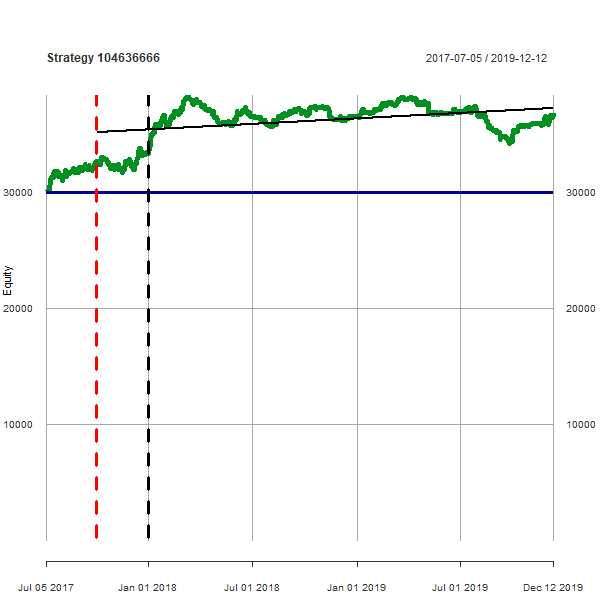 Strategy 104636666
2017-07-05 / 2019-12-12
30000
30000
Equity
20000
20000
10000
10000
Jul 05 2017
Jan 01 2018
Jul 01 2018
Jan 01 2019
Jul 01 2019
Dec 12 2019